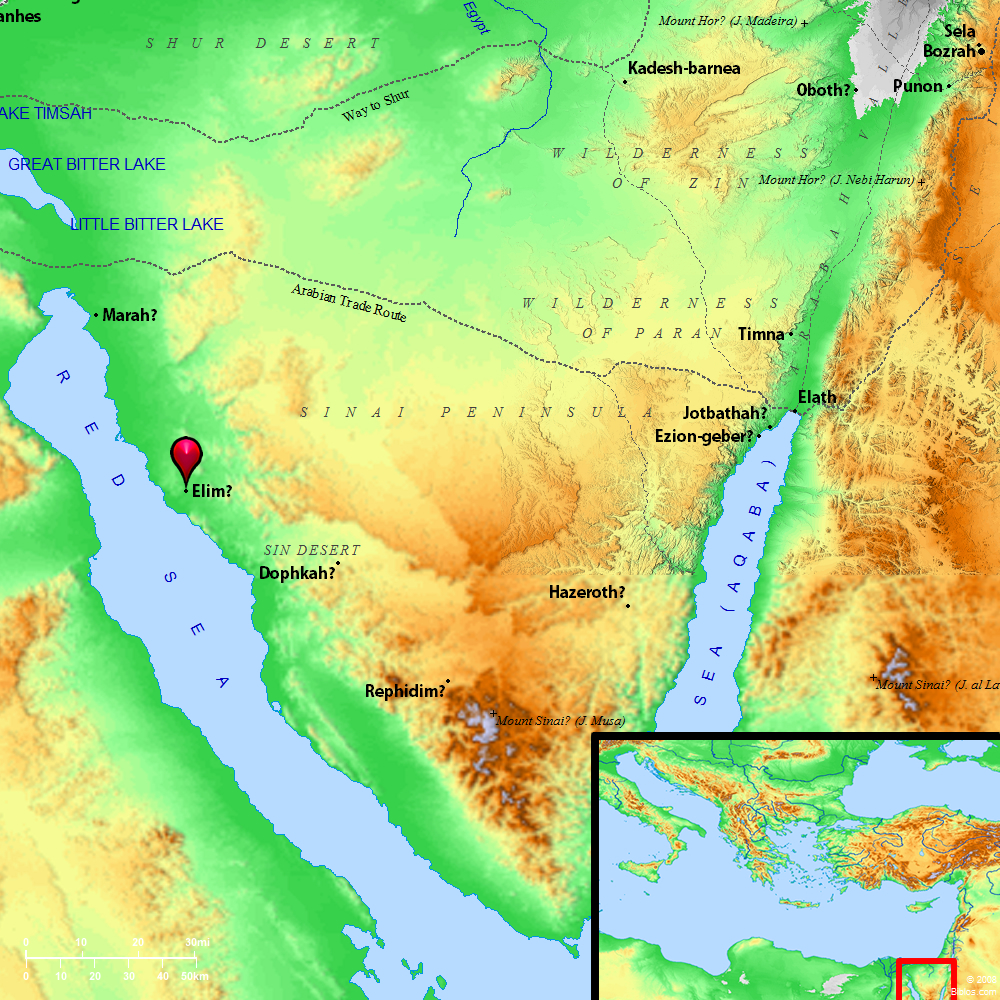 anhes
Egypt
Mount Hor? (J. Madeira)
Sela
Bozrah
SHUR DESERT
Kadesh-barnea
Oboth?
Punon
Way to Shur
AKE TIMSAH
GREAT BITTER LAKE
WILDERNESS
OF ZIN
Mount Hor? (J. Nebi Harun)
LITTLE BITTER LAKE
ARABAH VALLE
SEI
Arabian Trade Route
WILDERNESS
OF PARAN
Marah?
Timna
Elath
SINAI PENINSULA
Jotbathah?
Ezion-geber?
RED SEA
Elim?
SEA (AQABA)
SIN DESERT
Dophkah?
Hazeroth?
Rephidim?
Mount Sinai? (J. al La
Mount Sinai? (J. Musa)
0 10 20 30mi
0 10 20 30 40 50km
Bibios.com